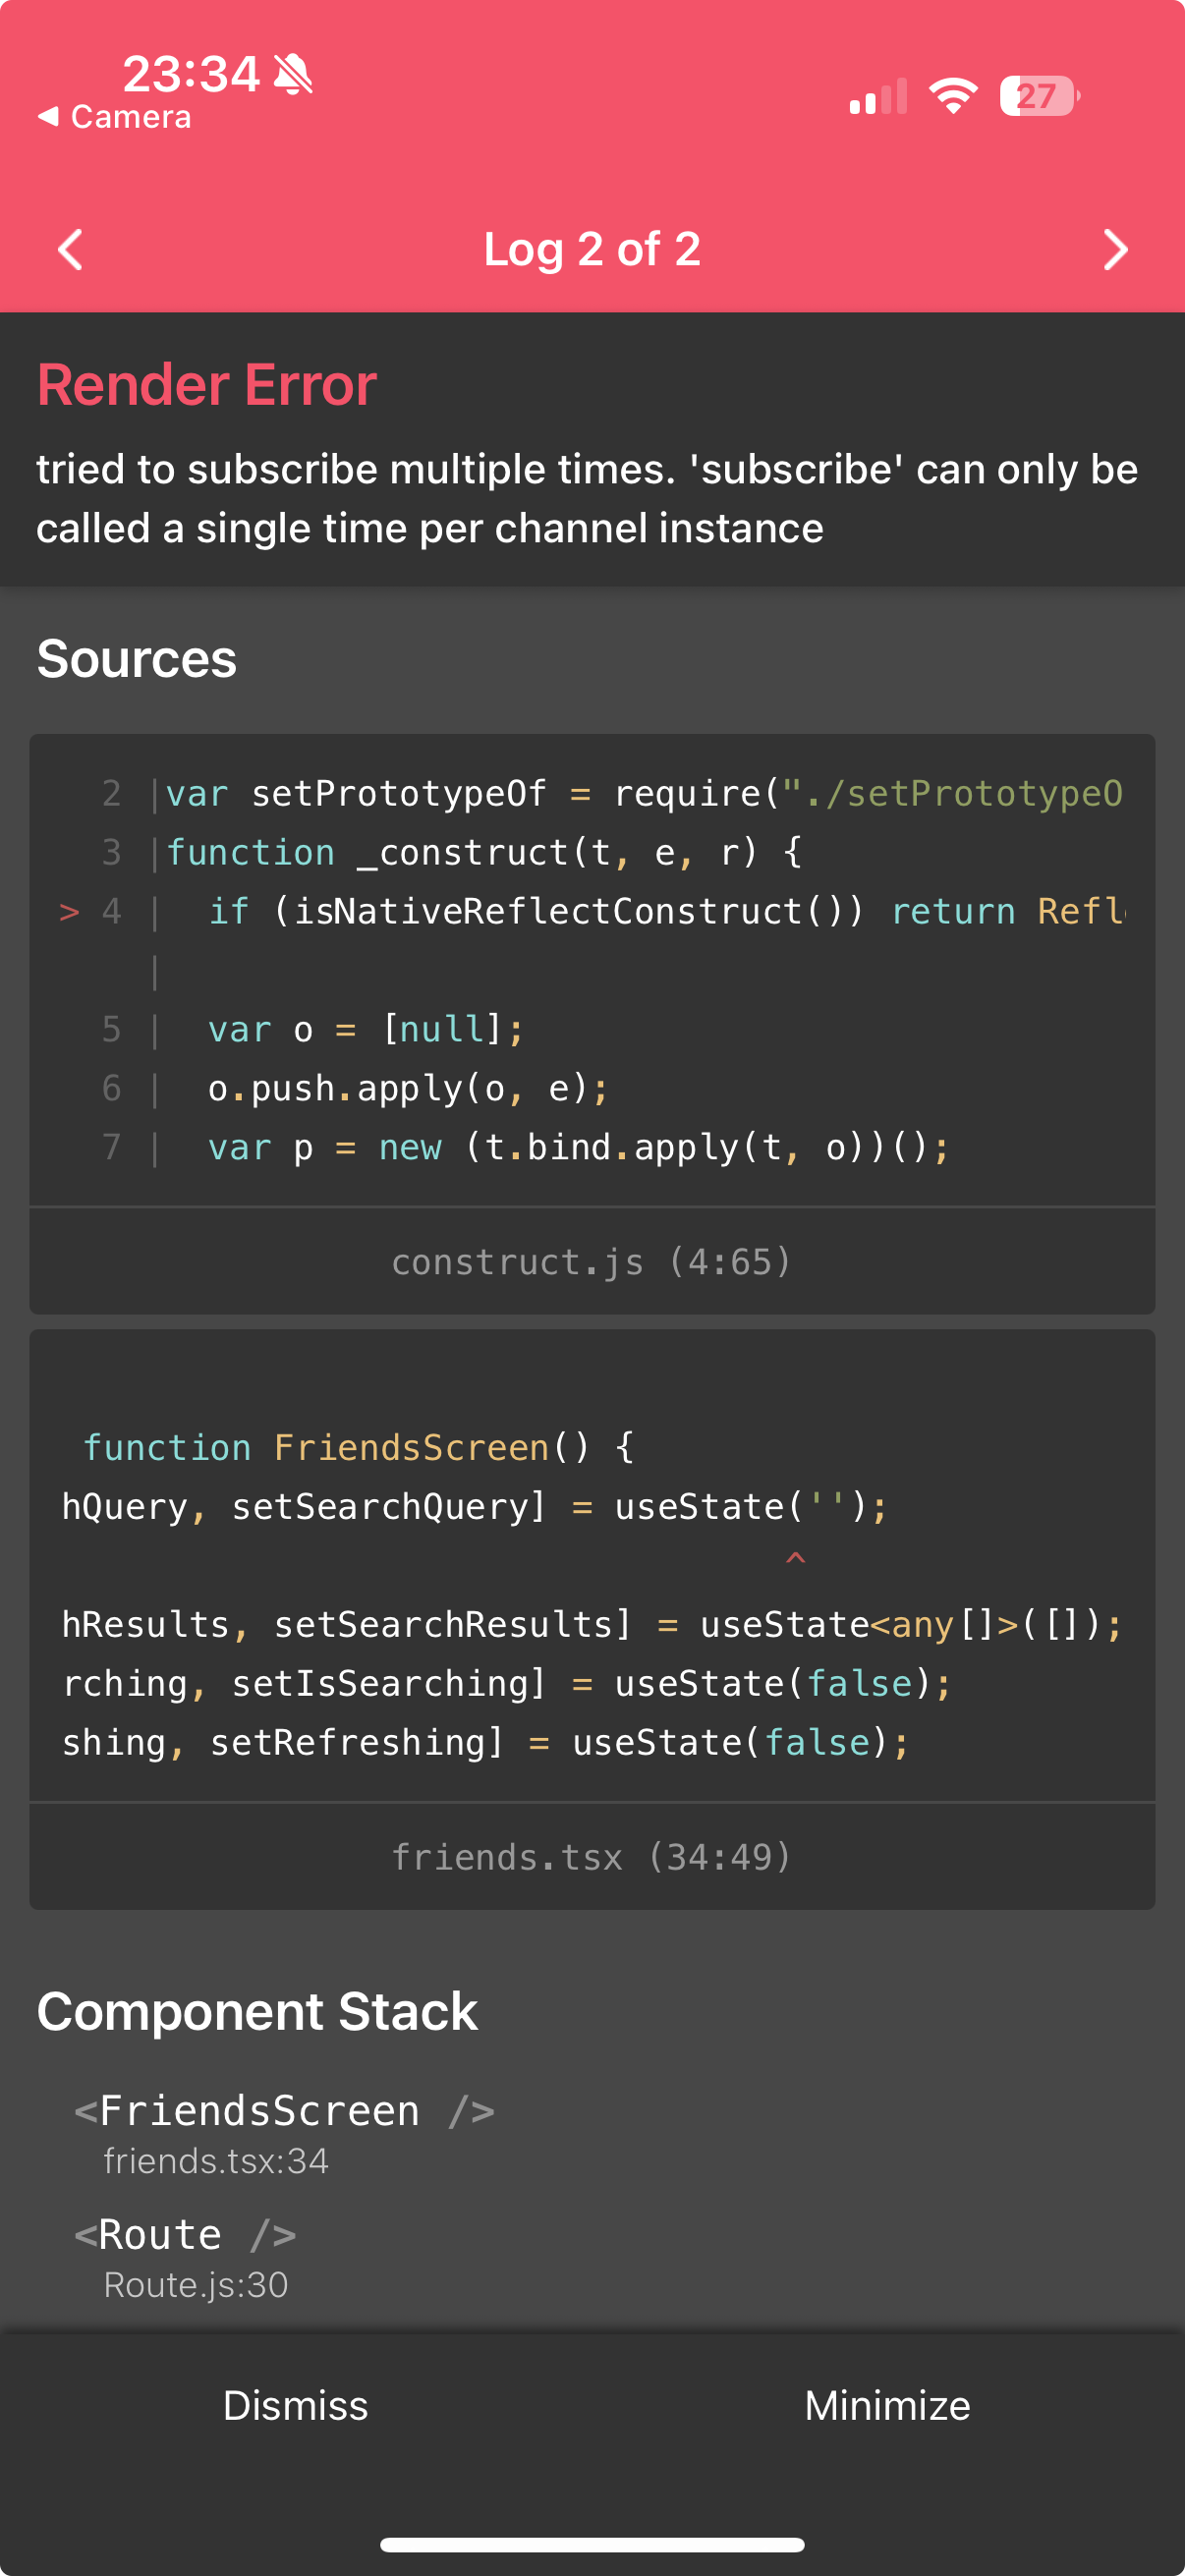 23:34
◀ Camera
27
Log 2 of 2
Render Error
tried to subscribe multiple times. 'subscribe' can only be
called a single time per channel instance
Sources
2 |var setPrototypeOf = require("./setPrototypeO
3 |function _construct(t, e, r) {
> 4 |  if (isNativeReflectConstruct()) return Refl
|
5 |  var o = [null];
6 |  o.push.apply(o, e);
7 |  var p = new (t.bind.apply(t, o))();
construct.js (4:65)
function FriendsScreen() {
hQuery, setSearchQuery] = useState('');
^
hResults, setSearchResults] = useState<any[]>([]);
rching, setIsSearching] = useState(false);
shing, setRefreshing] = useState(false);
friends.tsx (34:49)
Component Stack
<FriendsScreen />
friends.tsx:34
<Route />
Route.js:30
Dismiss
Minimize